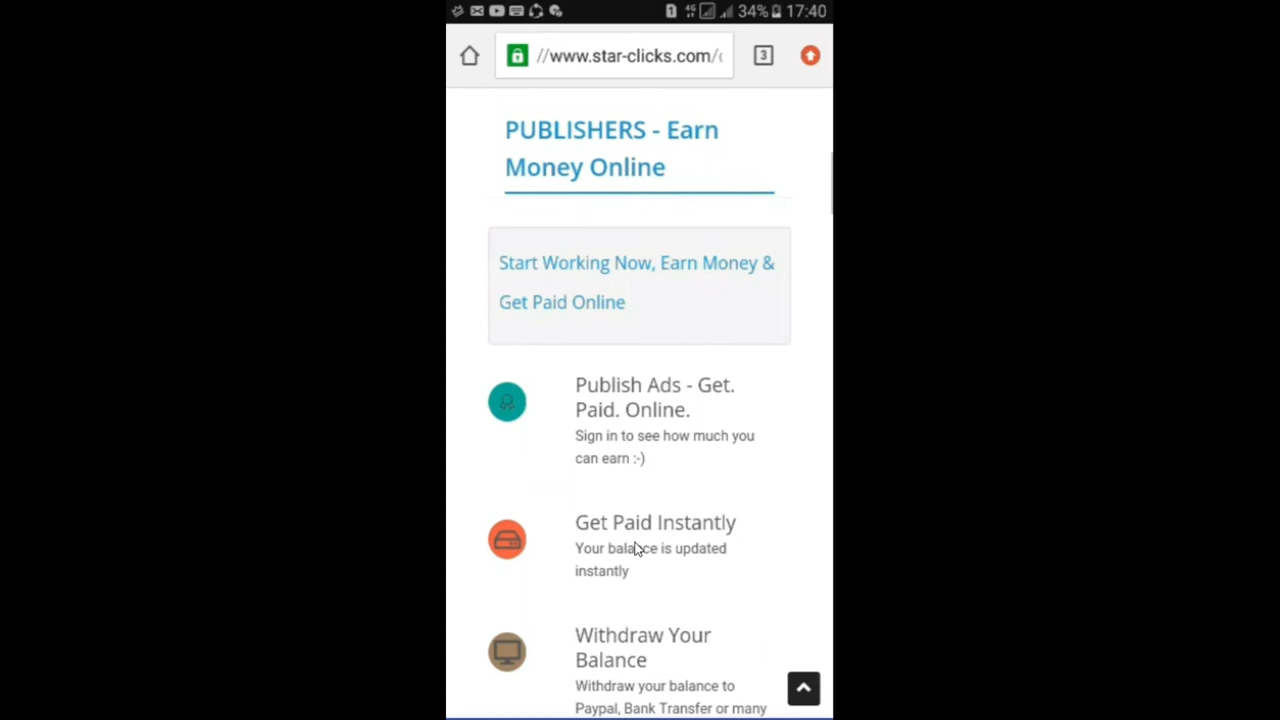 34% 17:40
//www.star-clicks.com/
3
PUBLISHERS - Earn
Money Online
Start Working Now, Earn Money &
Get Paid Online
Publish Ads - Get.
Paid. Online.
Sign in to see how much you
can earn :-)
Get Paid Instantly
Your balance is updated
instantly
Withdraw Your
Balance
Withdraw your balance to
Paypal, Bank Transfer or many